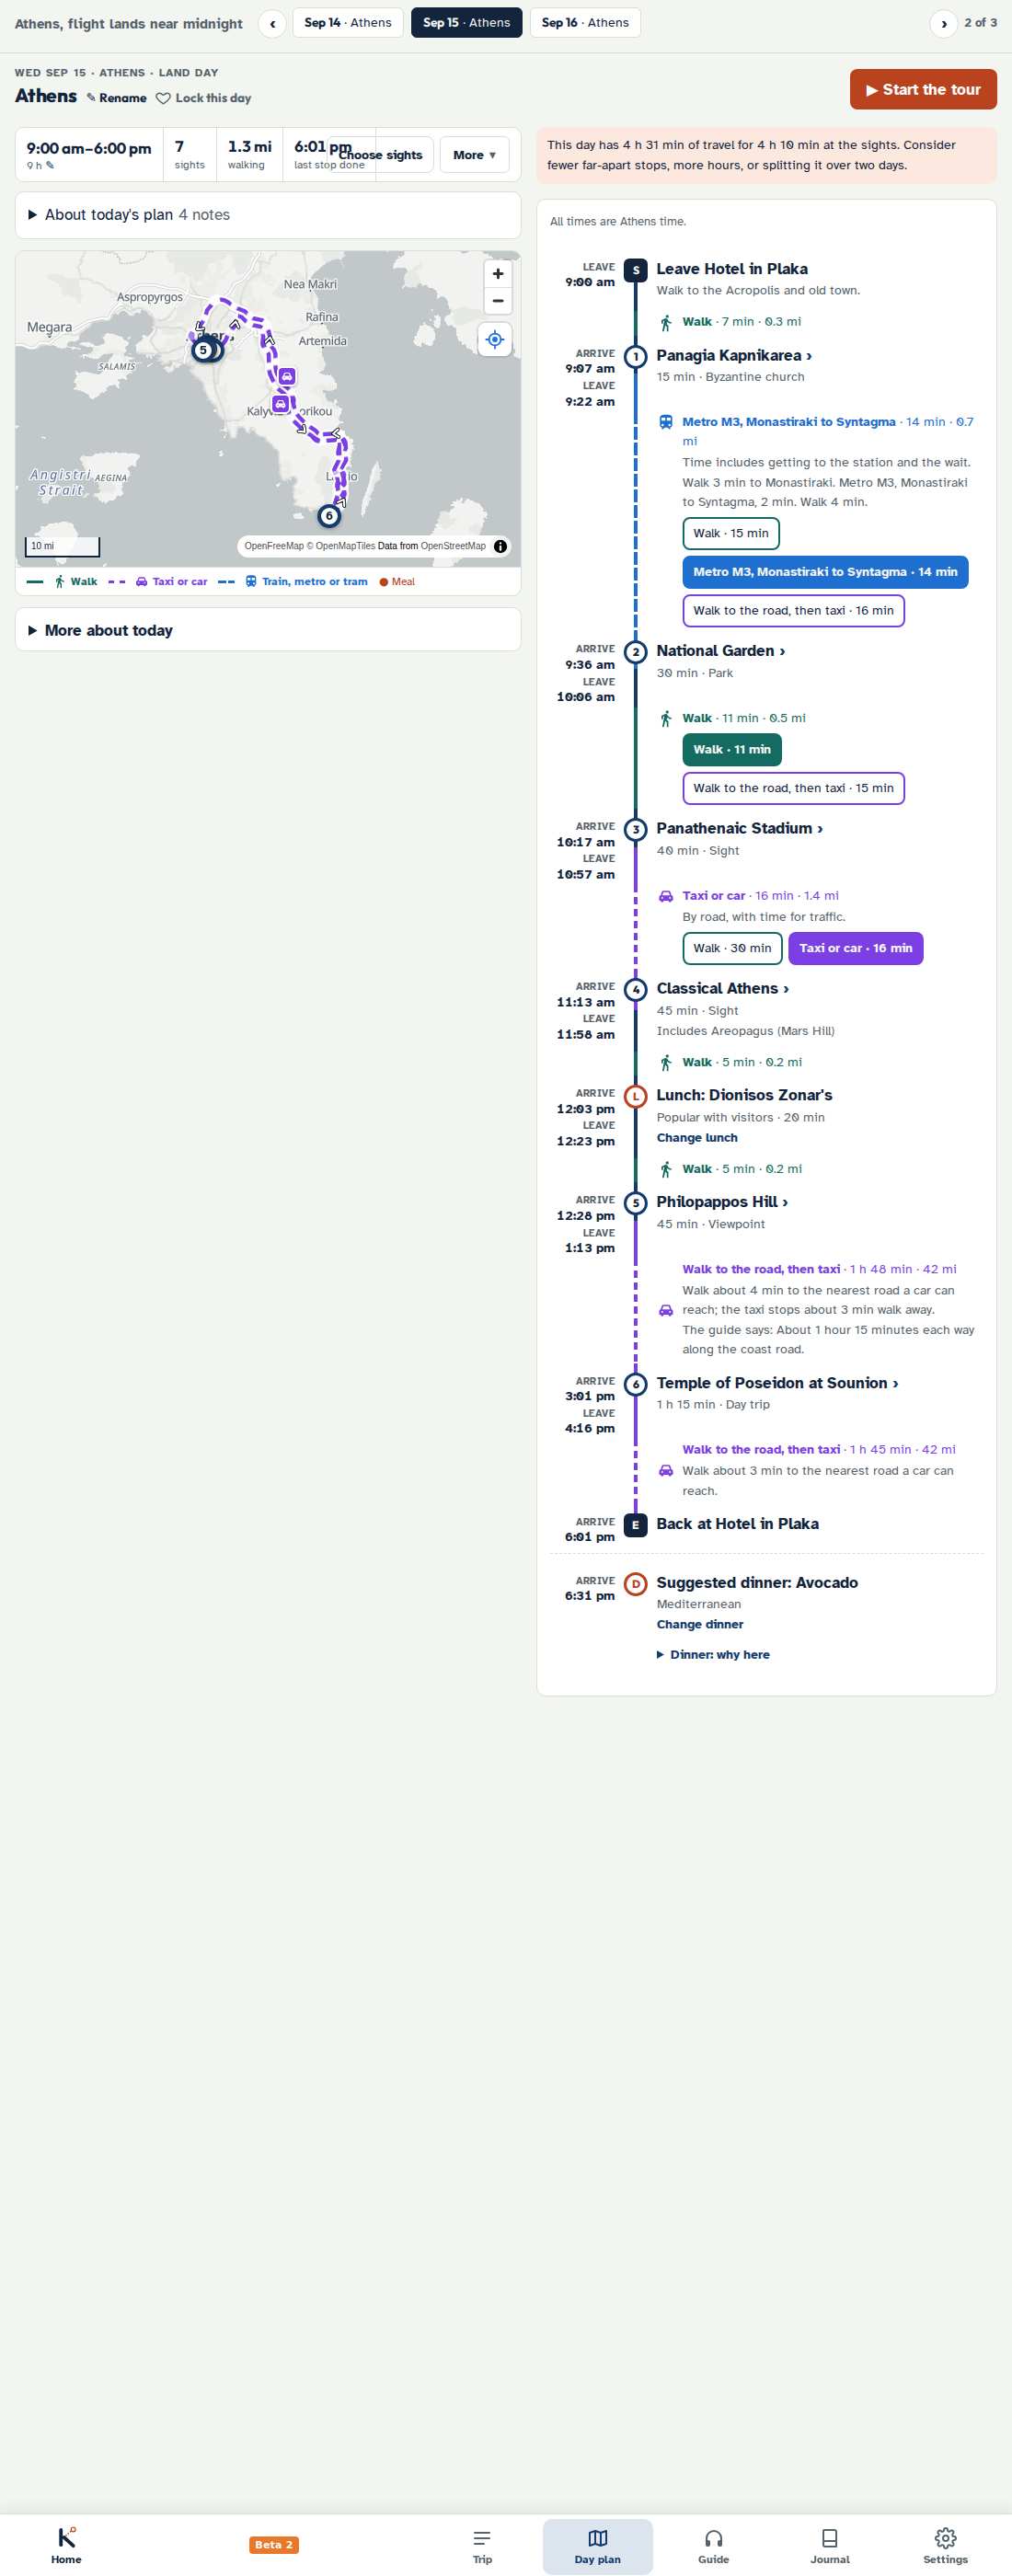 Athens, flight lands near midnight
‹
Sep 14 · Athens
Sep 15 · Athens
Sep 16 · Athens
›
2 of 3
WED SEP 15 · ATHENS · LAND DAY
Athens
✎ Rename
Lock this day
▶ Start the tour
9:00 am–6:00 pm
9 h ✎
7
sights
1.3 mi
walking
6:01 pm
last stop done
Choose sights
More ▾
▶ About today's plan 4 notes
Aspropyrgos
Nea Makri
Megara
Rafina
Artemida
SALAMIS
5
Angistri
Strait
AEGINA
6
+
−
10 mi
OpenFreeMap © OpenMapTiles Data from OpenStreetMap
Walk
Taxi or car
Train, metro or tram
Meal
▶ More about today
This day has 4 h 31 min of travel for 4 h 10 min at the sights. Consider
fewer far-apart stops, more hours, or splitting it over two days.
All times are Athens time.
LEAVE
9:00 am
S
Leave Hotel in Plaka
Walk to the Acropolis and old town.
Walk · 7 min · 0.3 mi
ARRIVE
9:07 am
LEAVE
9:22 am
1
Panagia Kapnikarea ›
15 min · Byzantine church
Metro M3, Monastiraki to Syntagma · 14 min · 0.7
mi
Time includes getting to the station and the wait.
Walk 3 min to Monastiraki. Metro M3, Monastiraki
to Syntagma, 2 min. Walk 4 min.
Walk · 15 min
Metro M3, Monastiraki to Syntagma · 14 min
Walk to the road, then taxi · 16 min
ARRIVE
9:36 am
LEAVE
10:06 am
2
National Garden ›
30 min · Park
Walk · 11 min · 0.5 mi
Walk · 11 min
Walk to the road, then taxi · 15 min
ARRIVE
10:17 am
LEAVE
10:57 am
3
Panathenaic Stadium ›
40 min · Sight
Taxi or car · 16 min · 1.4 mi
By road, with time for traffic.
Walk · 30 min
Taxi or car · 16 min
ARRIVE
11:13 am
LEAVE
11:58 am
4
Classical Athens ›
45 min · Sight
Includes Areopagus (Mars Hill)
Walk · 5 min · 0.2 mi
ARRIVE
12:03 pm
LEAVE
12:23 pm
L
Lunch: Dionisos Zonar's
Popular with visitors · 20 min
Change lunch
Walk · 5 min · 0.2 mi
ARRIVE
12:28 pm
LEAVE
1:13 pm
5
Philopappos Hill ›
45 min · Viewpoint
Walk to the road, then taxi · 1 h 48 min · 42 mi
Walk about 4 min to the nearest road a car can
reach; the taxi stops about 3 min walk away.
The guide says: About 1 hour 15 minutes each way
along the coast road.
ARRIVE
3:01 pm
LEAVE
4:16 pm
6
Temple of Poseidon at Sounion ›
1 h 15 min · Day trip
Walk to the road, then taxi · 1 h 45 min · 42 mi
Walk about 3 min to the nearest road a car can
reach.
ARRIVE
6:01 pm
E
Back at Hotel in Plaka
ARRIVE
6:31 pm
D
Suggested dinner: Avocado
Mediterranean
Change dinner
▶ Dinner: why here
Home
Beta 2
Trip
Day plan
Guide
Journal
Settings